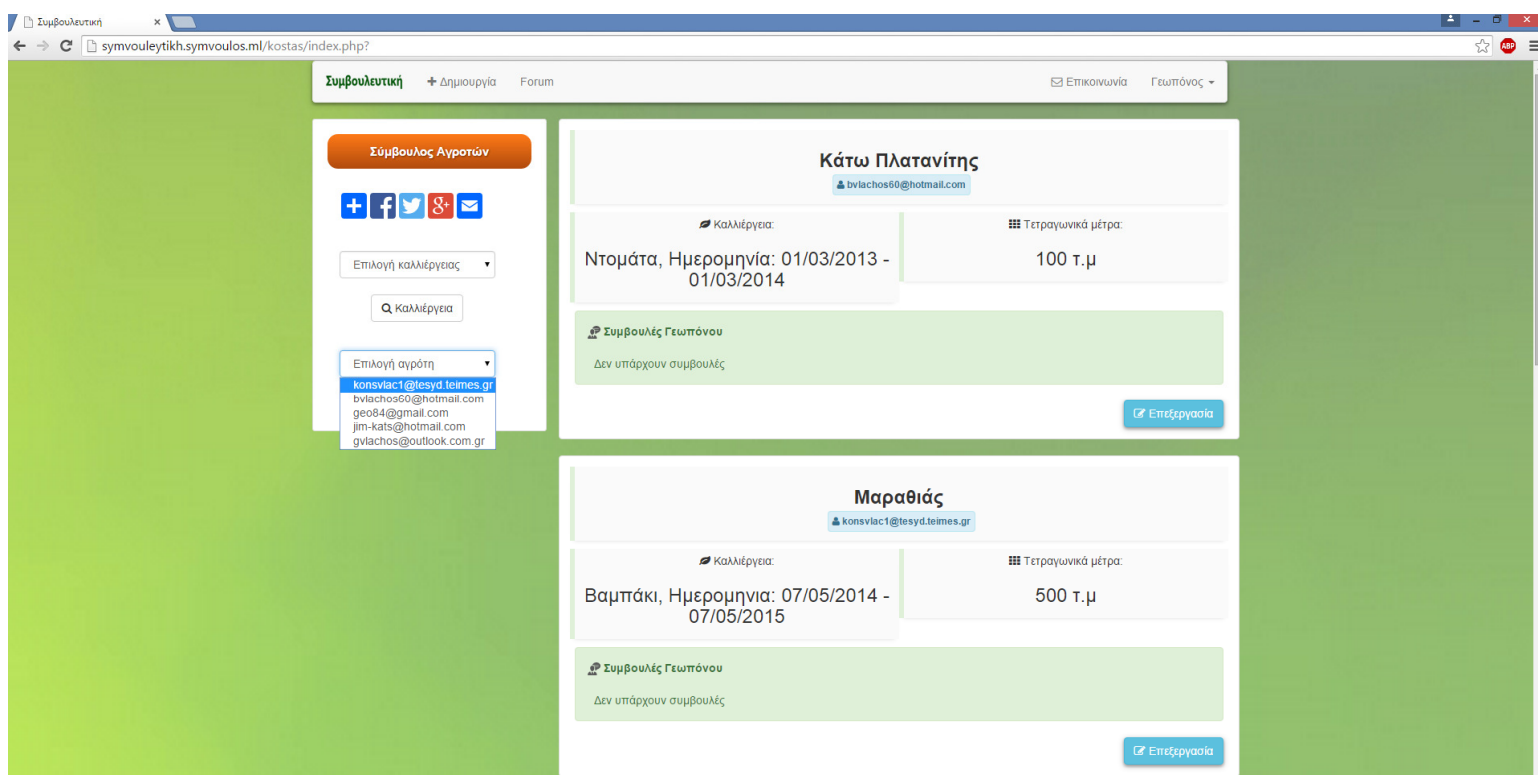 Συμβουλευτική
symvouleytikh.symvoulos.ml/kostas/index.php?
ABP
Συμβουλευτική
Δημιουργία
Forum
Επικοινωνία
Γεωπόνος
Σύμβουλος Αγροτών
Επιλογή καλλιέργειας
Καλλιέργεια
Επιλογή αγρότη
konsvlac1@tesyd.teimes.gr
bvlachos60@hotmail.com
geo84@gmail.com
jim-kats@hotmail.com
gvlachos@outlook.com.gr
Κάτω Πλατανίτης
bvlachos60@hotmail.com
Καλλιέργεια:
Ντομάτα, Ημερομηνία: 01/03/2013 -
01/03/2014
Τετραγωνικά μέτρα:
100 τ.μ
Συμβουλές Γεωπόνου
Δεν υπάρχουν συμβουλές
Επεξεργασία
Μαραθιάς
konsvlac1@tesyd.teimes.gr
Καλλιέργεια:
Βαμπάκι, Ημερομηνια: 07/05/2014 -
07/05/2015
Τετραγωνικά μέτρα:
500 τ.μ
Συμβουλές Γεωπόνου
Δεν υπάρχουν συμβουλές
Επεξεργασία